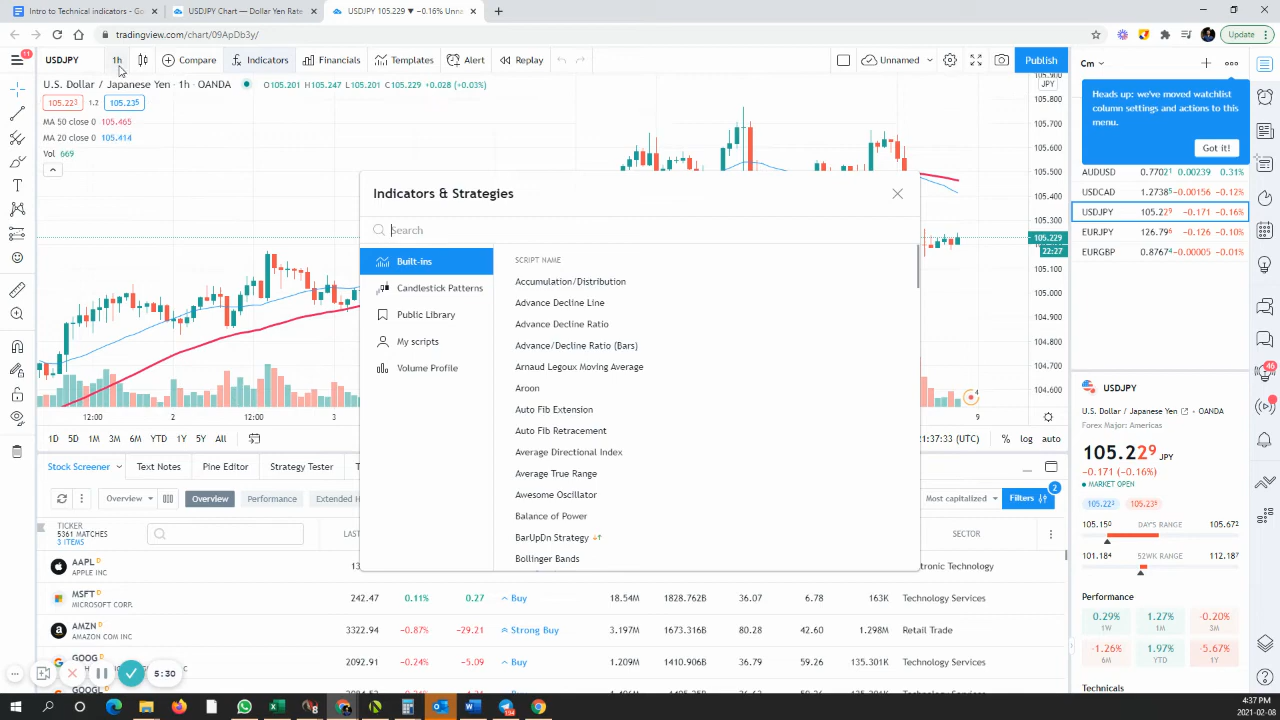 Intro to Technical indicators - Go
USDJPY Chart — Dollar Yen Rate
USDJPY 105.229 ▼ −0.16% Unna
tradingview.com/chart/09ApDb3y/
Update
11
USDJPY
1h
Compare
Indicators
Financials
Templates
Alert
Replay
Unnamed
Publish
U.S. Dollar / Japanese Yen · 1h · OANDA
O105.201 H105.247 L105.201 C105.229 +0.028 (+0.03%)
105.223
1.2
105.235
MA 50 close 0 105.465
MA 20 close 0 105.414
Vol 669
JPY
105.900
105.800
105.700
105.600
105.500
105.400
105.300
105.229
22:27
105.100
105.000
104.900
104.800
104.700
104.600
12:00
2
12:00
3
9
4
1D 5D 1M 3M 6M YTD 1Y 5Y All
21:37:33 (UTC)
% log auto
Indicators & Strategies
Search
Built-ins
Candlestick Patterns
Public Library
My scripts
Volume Profile
SCRIPT NAME
Accumulation/Distribution
Advance Decline Line
Advance Decline Ratio
Advance/Decline Ratio (Bars)
Arnaud Legoux Moving Average
Aroon
Auto Fib Extension
Auto Fib Retracement
Average Directional Index
Average True Range
Awesome Oscillator
Balance of Power
BarUpDn Strategy
Bollinger Bands
Stock Screener
Text Notes
Pine Editor
Strategy Tester
Overview
Overview
Performance
Extended H
Most capitalized
Filters
2
TICKER
5361 MATCHES
3 ITEMS
LAST
SECTOR
AAPL D
APPLE INC
ronic Technology
MSFT D
MICROSOFT CORP.
242.47 0.11% 0.27 Buy 18.54M 1828.762B 36.07 6.78 163K Technology Services
AMZN D
AMAZON COM INC
3322.94 −0.87% −29.21 Strong Buy 3.197M 1673.316B 80.28 42.60 1.298M Retail Trade
GOOG D
2092.91 −0.24% −5.09 Buy 1.209M 1410.906B 59.26 135.301K Technology Services
GOOGL
5:30
Cm
Heads up: we've moved watchlist
column settings and actions to this
menu.
Got it!
AUDUSD 0.77021 0.00239 0.31%
USDCAD 1.27385 −0.00156 −0.12%
USDJPY 105.229 −0.171 −0.16%
EURJPY 126.796 −0.126 −0.10%
EURGBP 0.87674 −0.00005 −0.01%
USDJPY
U.S. Dollar / Japanese Yen
OANDA
Forex Major: Americas
105.229 JPY
−0.171 (−0.16%)
MARKET OPEN
105.223
105.235
105.150 DAY'S RANGE 105.672
101.184 52WK RANGE 112.187
Performance
0.29% 1.27% −0.20%
1W 1M 3M
−1.26% 1.97% −5.67%
6M YTD 1Y
Technicals
46
194
4:37 PM
2021-02-08